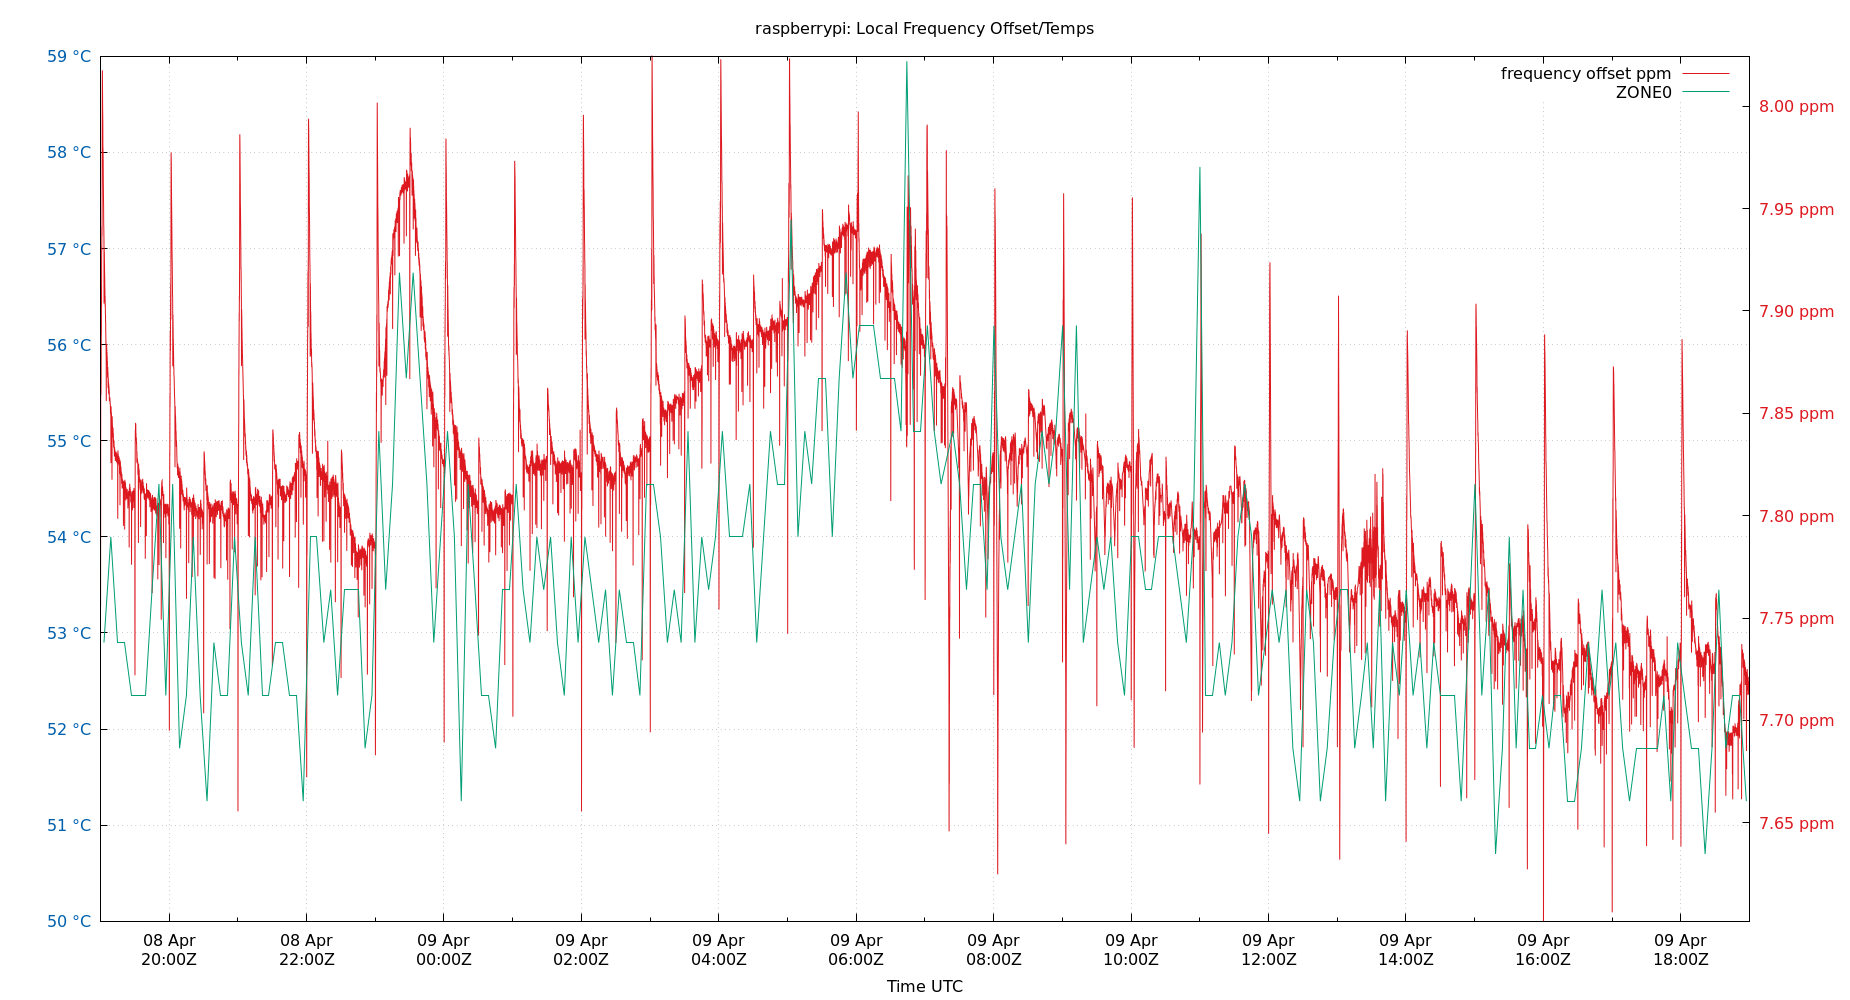 raspberrypi: Local Frequency Offset/Temps
frequency offset ppm
ZONE0
59 °C
58 °C
57 °C
56 °C
55 °C
54 °C
53 °C
52 °C
51 °C
50 °C
8.00 ppm
7.95 ppm
7.90 ppm
7.85 ppm
7.80 ppm
7.75 ppm
7.70 ppm
7.65 ppm
08 Apr 08 Apr 09 Apr 09 Apr 09 Apr 09 Apr 09 Apr 09 Apr 09 Apr 09 Apr 09 Apr 09 Apr
20:00Z 22:00Z 00:00Z 02:00Z 04:00Z 06:00Z 08:00Z 10:00Z 12:00Z 14:00Z 16:00Z 18:00Z
Time UTC